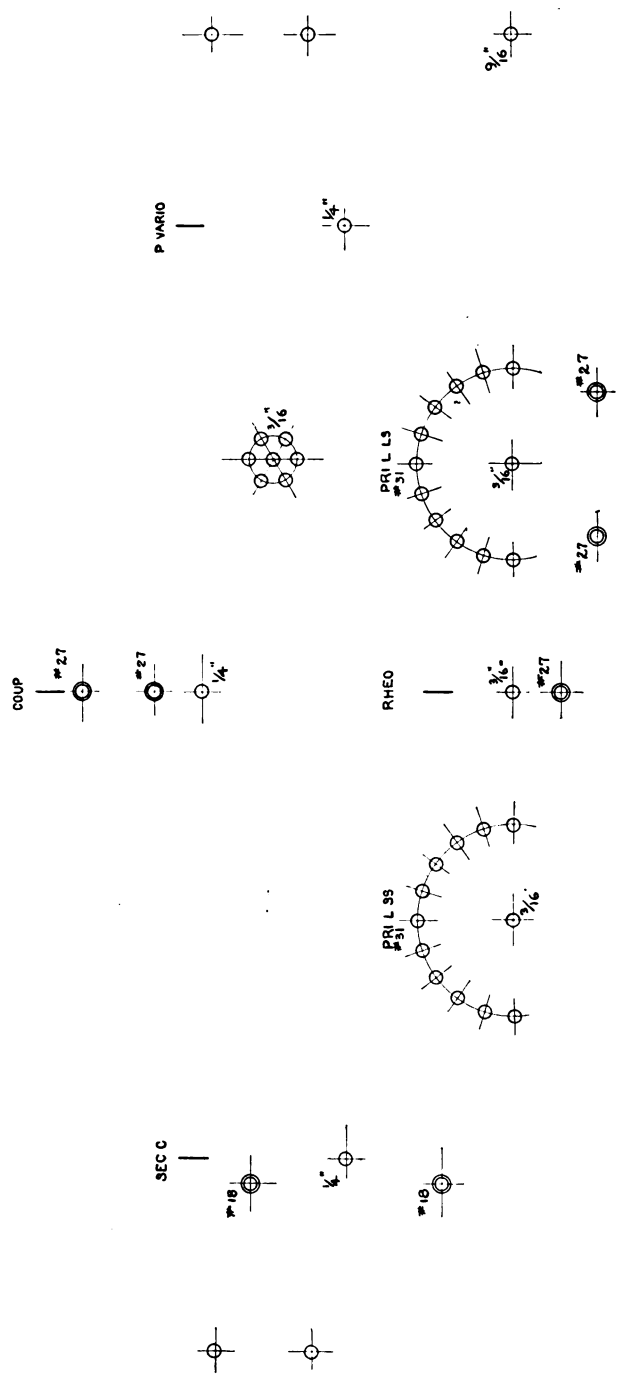 COUP
#27
#27
1/4"
SEC C
#18
1/4"
#18
P VARIO
1/4"
3/16"
PRI L SS
#31
3/16"
RHEO
3/16"
#27
PRI L LS
#31
3/16"
#27
#27
9/16"